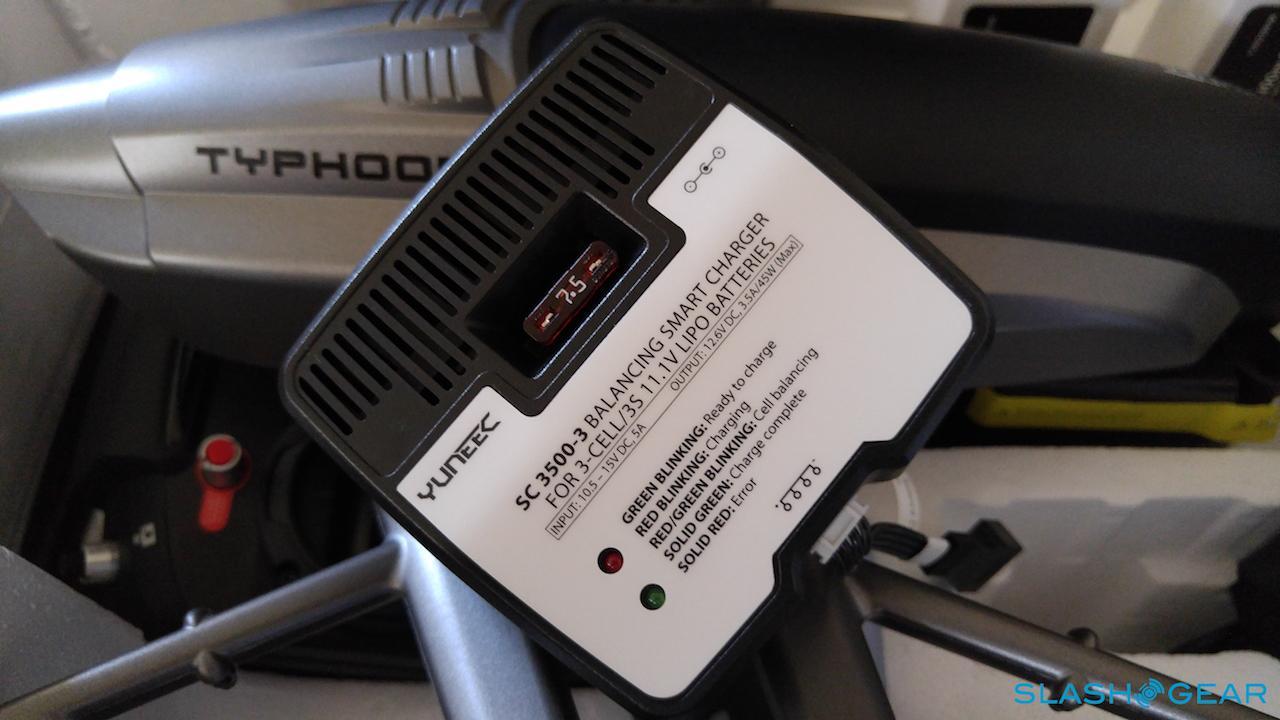 TYPHOO
7.5
YUNEEC
SC 3500-3 BALANCING SMART CHARGER
FOR 3-CELL/3S 11.1V LIPO BATTERIES
INPUT: 10.5 – 15V DC, 5A OUTPUT: 12.6V DC, 3.5A/45W (Max)
GREEN BLINKING: Ready to charge
RED BLINKING: Charging
RED/GREEN BLINKING: Cell balancing
SOLID GREEN: Charge complete
SOLID RED: Error
SLASHGEAR